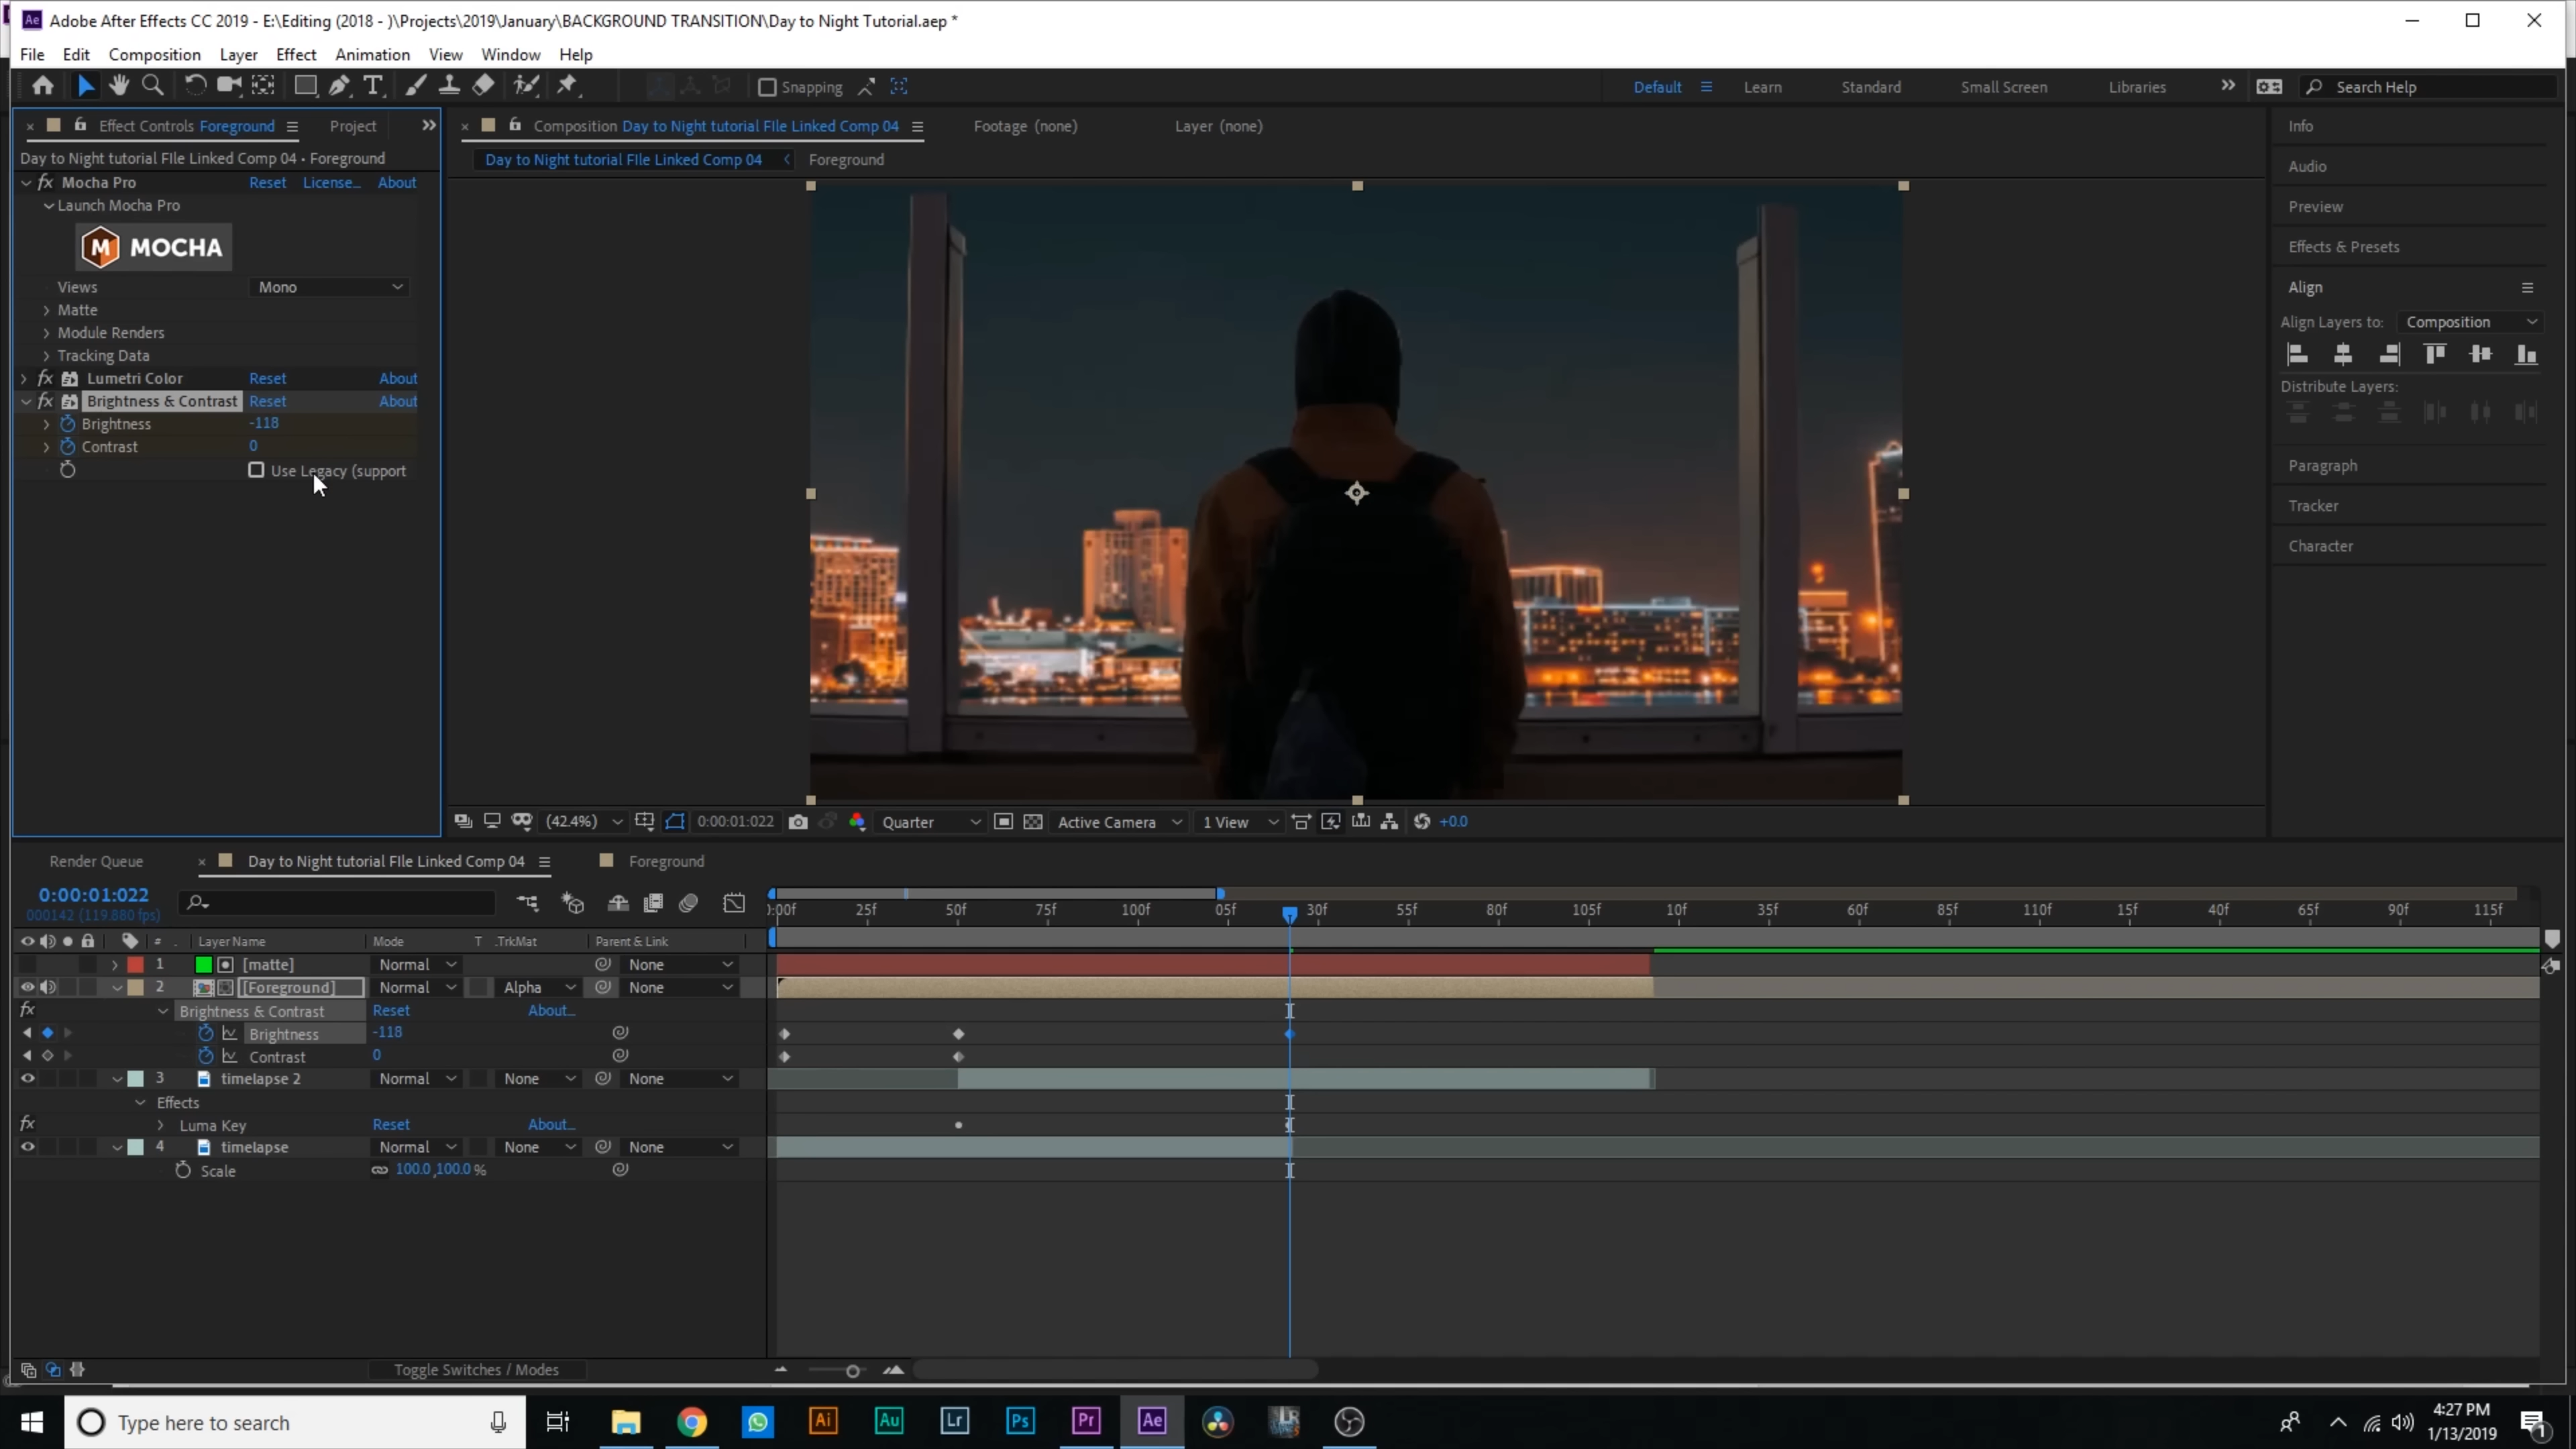 Ae Adobe After Effects CC 2019 - E:\Editing (2018 - )\Projects\2019\January\BACKGROUND TRANSITION\Day to Night Tutorial.aep *
File Edit Composition Layer Effect Animation View Window Help
Snapping Default Learn Standard Small Screen Libraries Search Help
Effect Controls Foreground Project
Composition Day to Night tutorial FIle Linked Comp 04 Footage (none) Layer (none)
Day to Night tutorial FIle Linked Comp 04 • Foreground
Day to Night tutorial FIle Linked Comp 04 Foreground
fx Mocha Pro Reset License... About
Launch Mocha Pro
M MOCHA
Views Mono
Matte
Module Renders
Tracking Data
fx Lumetri Color Reset About
fx Brightness & Contrast Reset About
Brightness -118
Contrast 0
Use Legacy (support
Info
Audio
Preview
Effects & Presets
Align
Align Layers to: Composition
Distribute Layers:
Paragraph
Tracker
Character
(42.4%) 0:00:01:022 Quarter Active Camera 1 View +0.0
Render Queue Day to Night tutorial FIle Linked Comp 04 Foreground
0:00:01:022
000142 (119.880 fps)
:00f 25f 50f 75f 100f 05f 30f 55f 80f 105f 10f 35f 60f 85f 110f 15f 40f 65f 90f 115f
# . Layer Name Mode T .TrkMat Parent & Link
1 [matte] Normal None
2 [Foreground] Normal Alpha None
fx Brightness & Contrast Reset About...
Brightness -118
Contrast 0
3 timelapse 2 Normal None None
Effects
fx Luma Key Reset About...
4 timelapse Normal None None
Scale 100.0,100.0 %
Toggle Switches / Modes
Type here to search Ai Au Lr Ps Pr Ae
4:27 PM
1/13/2019
1